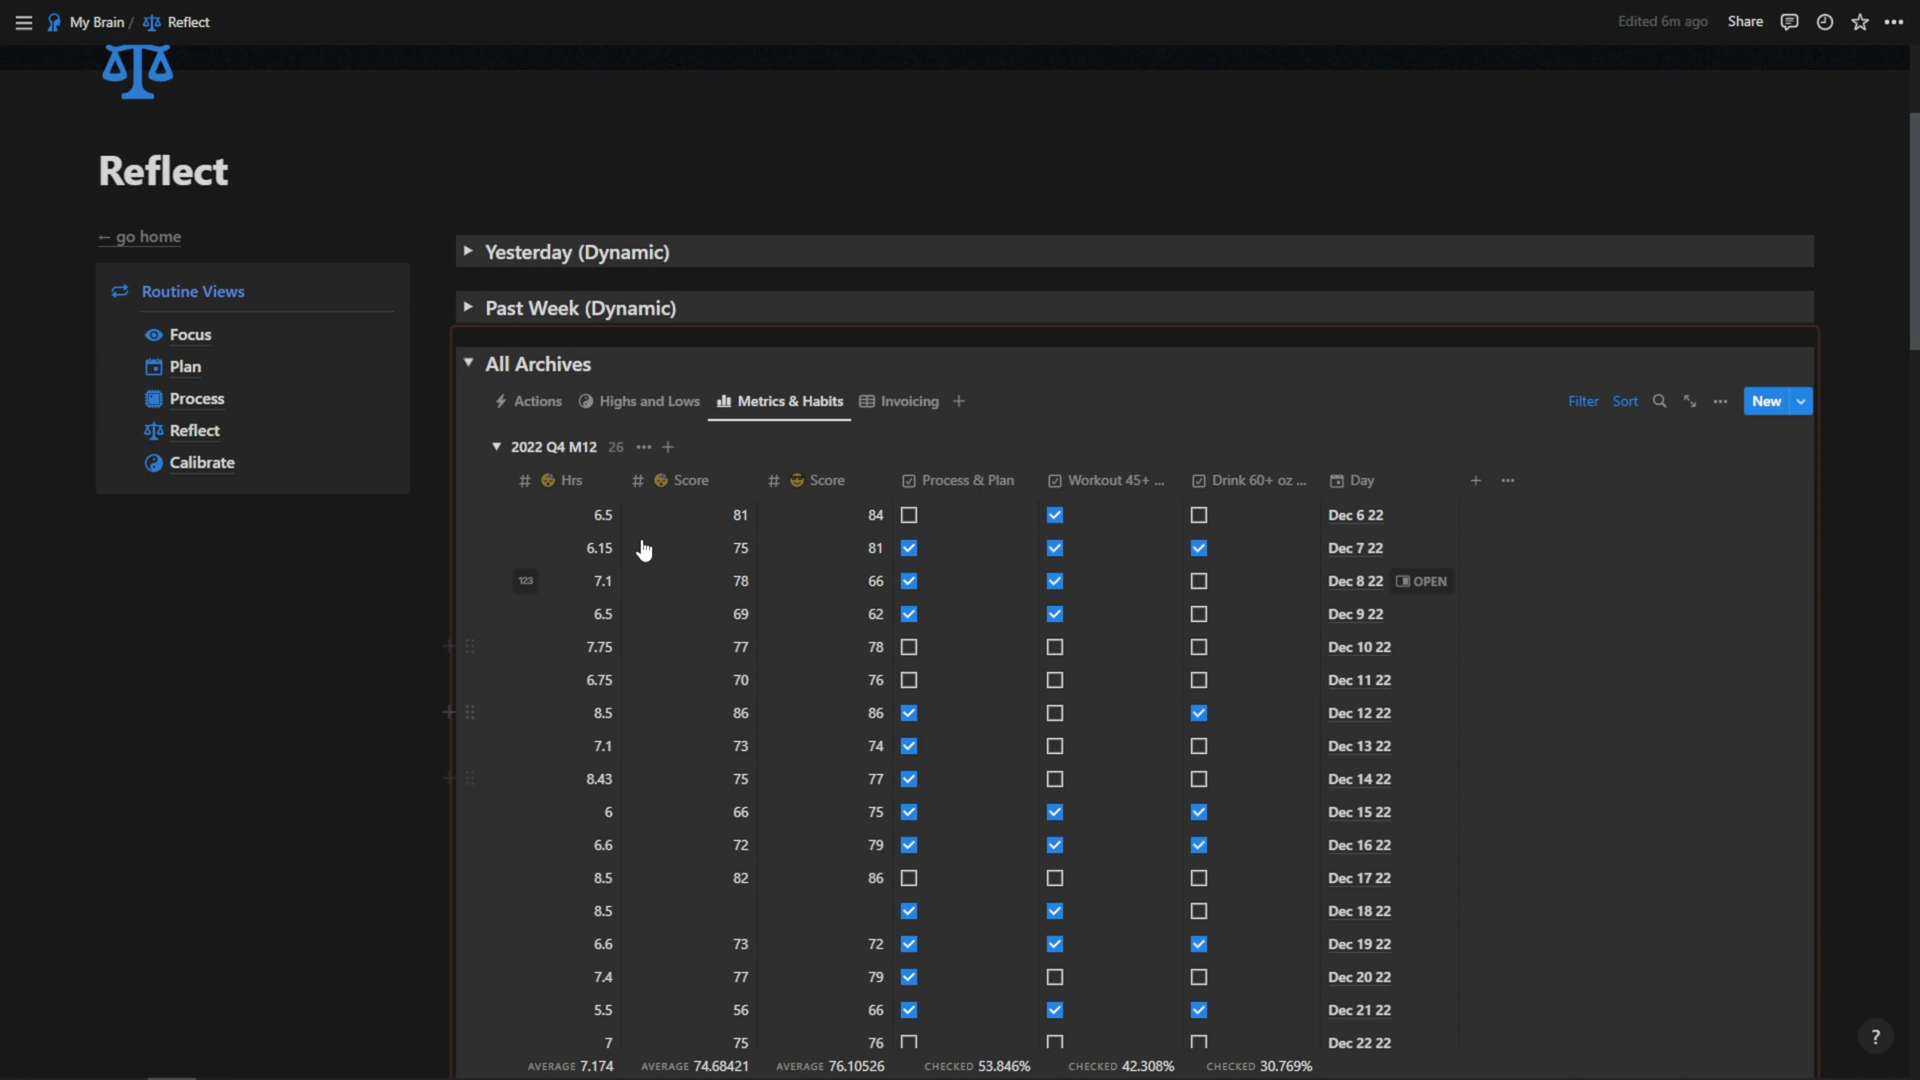 My Brain / Reflect
Edited 6m ago Share
Reflect
← go home
Routine Views
Focus
Plan
Process
Reflect
Calibrate
Yesterday (Dynamic)
Past Week (Dynamic)
All Archives
Actions Highs and Lows Metrics & Habits Invoicing +
Filter Sort New
2022 Q4 M12 26 ... +
# Hrs # Score # Score Process & Plan Workout 45+ ... Drink 60+ oz ... Day + ...
6.5 81 84 Dec 6 22
6.15 75 81 Dec 7 22
123 7.1 78 66 Dec 8 22 OPEN
6.5 69 62 Dec 9 22
7.75 77 78 Dec 10 22
6.75 70 76 Dec 11 22
8.5 86 86 Dec 12 22
7.1 73 74 Dec 13 22
8.43 75 77 Dec 14 22
6 66 75 Dec 15 22
6.6 72 79 Dec 16 22
8.5 82 86 Dec 17 22
8.5 Dec 18 22
6.6 73 72 Dec 19 22
7.4 77 79 Dec 20 22
5.5 56 66 Dec 21 22
7 75 76 Dec 22 22
AVERAGE 7.174 AVERAGE 74.68421 AVERAGE 76.10526 CHECKED 53.846% CHECKED 42.308% CHECKED 30.769%
?